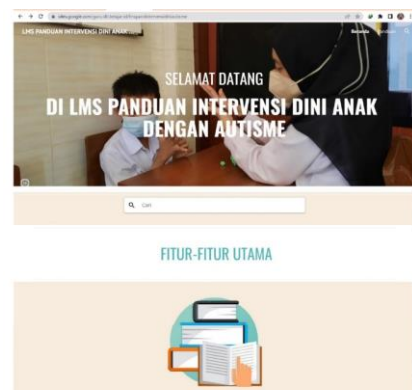 LMS PANDUAN INTERVENSI DINI ANAK
Beranda
SELAMAT DATANG
DI LMS PANDUAN INTERVENSI DINI ANAK
DENGAN AUTISME
Cari
FITUR-FITUR UTAMA